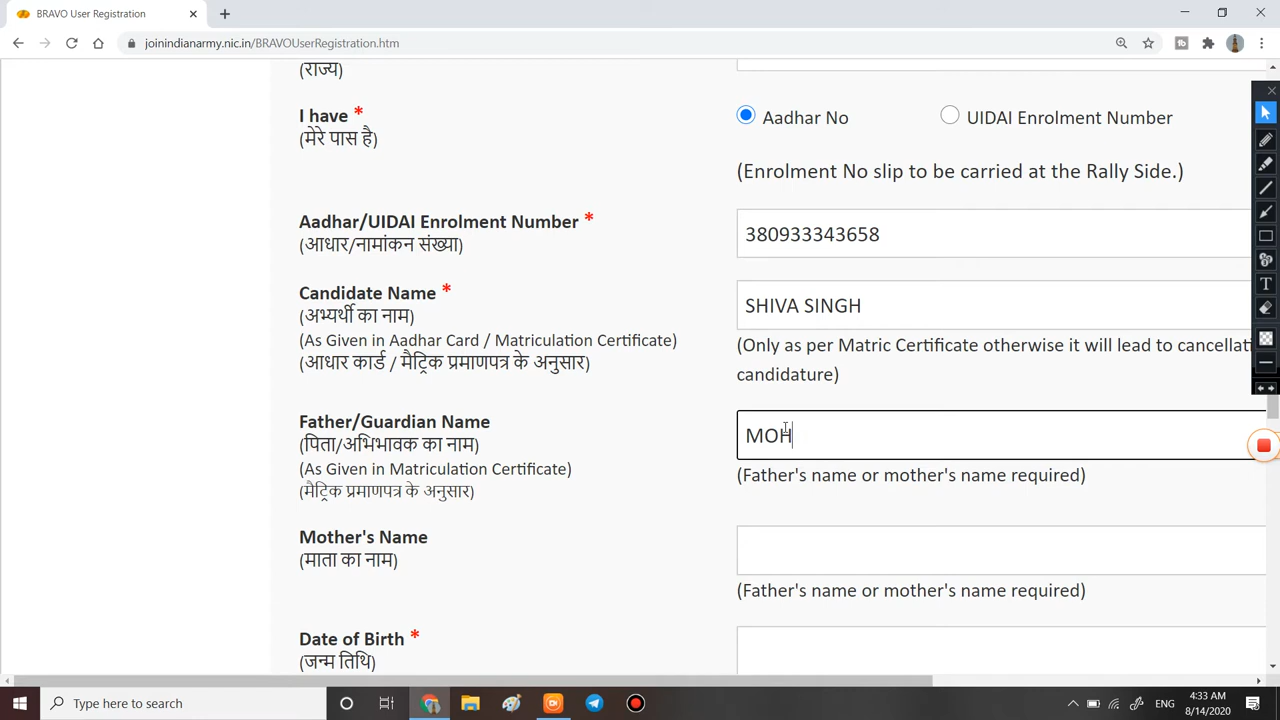 BRAVO User Registration
joinindianarmy.nic.in/BRAVOUserRegistration.htm
(राज्य)
I have *
(मेरे पास है)
Aadhar No
UIDAI Enrolment Number
(Enrolment No slip to be carried at the Rally Side.)
Aadhar/UIDAI Enrolment Number *
(आधार/नामांकन संख्या)
380933343658
Candidate Name *
(अभ्यर्थी का नाम)
(As Given in Aadhar Card / Matriculation Certificate)
(आधार कार्ड / मैट्रिक प्रमाणपत्र के अनुसार)
SHIVA SINGH
(Only as per Matric Certificate otherwise it will lead to cancellati
candidature)
Father/Guardian Name
(पिता/अभिभावक का नाम)
(As Given in Matriculation Certificate)
(मैट्रिक प्रमाणपत्र के अनुसार)
MOH
(Father's name or mother's name required)
Mother's Name
(माता का नाम)
(Father's name or mother's name required)
Date of Birth *
(जन्म तिथि)
T
Type here to search
ENG
4:33 AM
8/14/2020